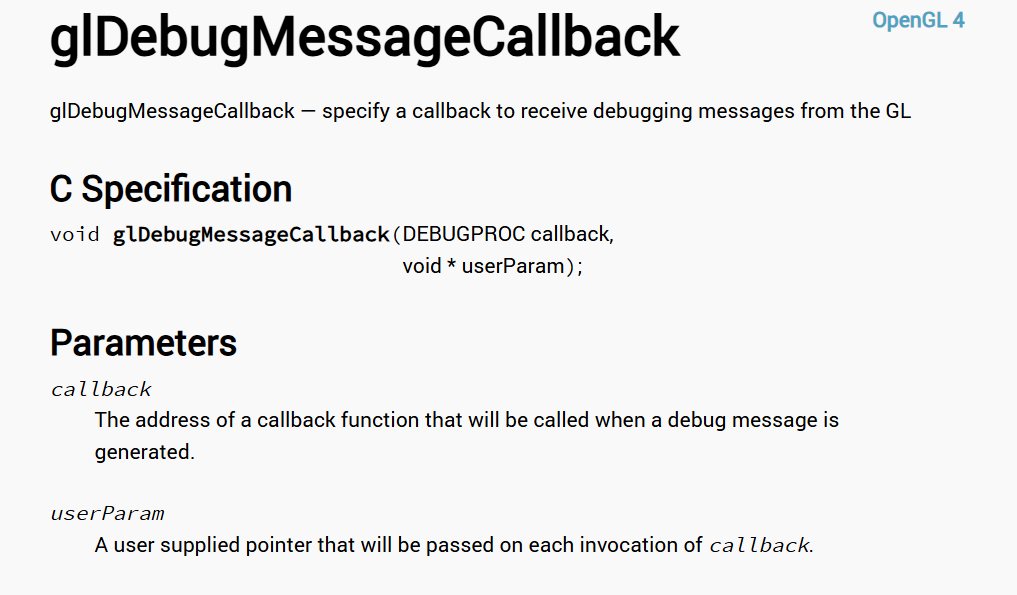 glDebugMessageCallback
OpenGL 4
glDebugMessageCallback — specify a callback to receive debugging messages from the GL
C Specification
void glDebugMessageCallback(DEBUGPROC callback,
void * userParam);
Parameters
callback
The address of a callback function that will be called when a debug message is
generated.
userParam
A user supplied pointer that will be passed on each invocation of callback.